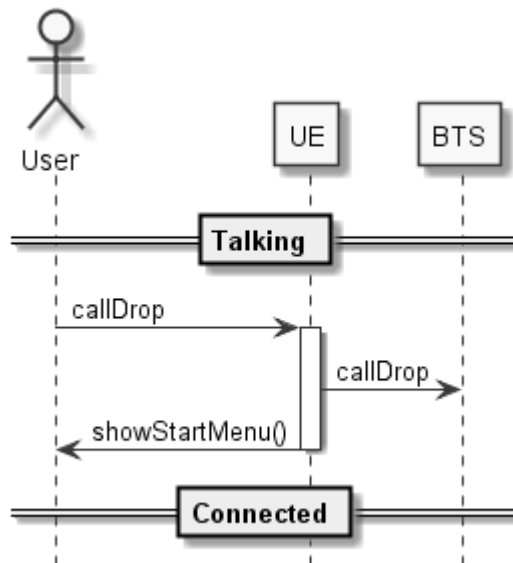 User
UE
BTS
Talking
callDrop
callDrop
showStartMenu()
Connected